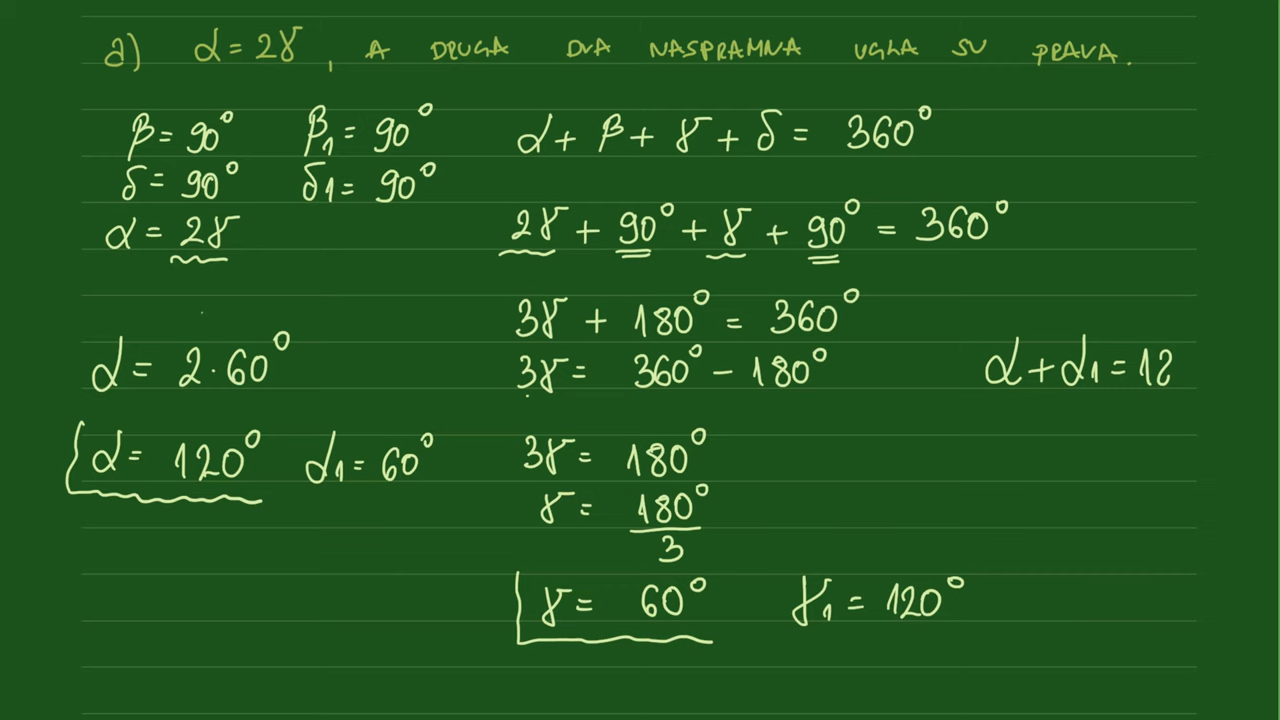 a) α = 2γ, A DRUGA DVA NASPRAMNA UGLA SU PRAVA.
β = 90° β₁ = 90°
δ = 90° δ1 = 90°
α = 2γ
α + β + γ + δ = 360°
2γ + 90° + γ + 90° = 360°
3γ + 180° = 360°
3γ = 360° - 180°
3γ = 180°
γ = 180°/3
γ = 60° γ₁ = 120°
α = 2·60°
α = 120° α₁ = 60°
α + α₁ = 18